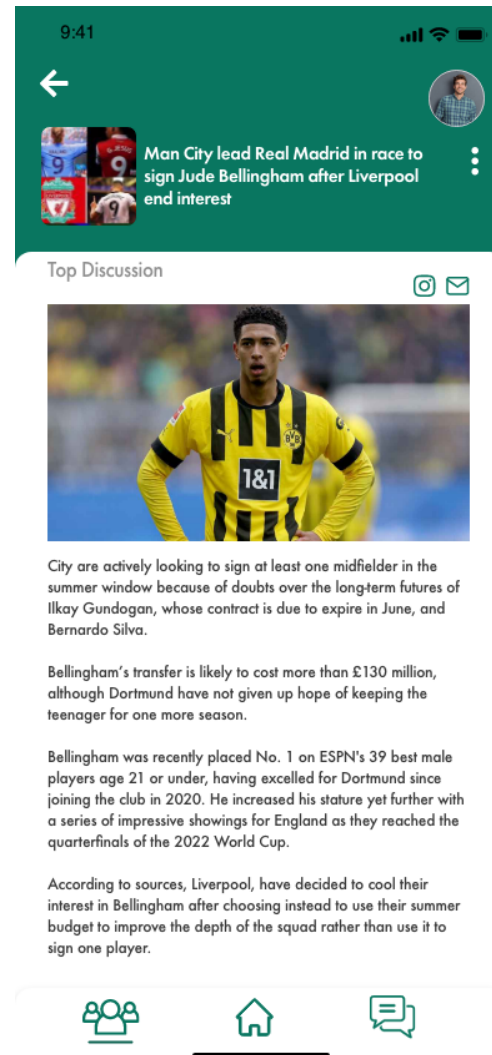 9:41
Man City lead Real Madrid in race to
sign Jude Bellingham after Liverpool
end interest
9
9
9
Top Discussion
1&1
BVB
09
City are actively looking to sign at least one midfielder in the
summer window because of doubts over the long-term futures of
Ilkay Gundogan, whose contract is due to expire in June, and
Bernardo Silva.
Bellingham’s transfer is likely to cost more than £130 million,
although Dortmund have not given up hope of keeping the
teenager for one more season.
Bellingham was recently placed No. 1 on ESPN's 39 best male
players age 21 or under, having excelled for Dortmund since
joining the club in 2020. He increased his stature yet further with
a series of impressive showings for England as they reached the
quarterfinals of the 2022 World Cup.
According to sources, Liverpool, have decided to cool their
interest in Bellingham after choosing instead to use their summer
budget to improve the depth of the squad rather than use it to
sign one player.